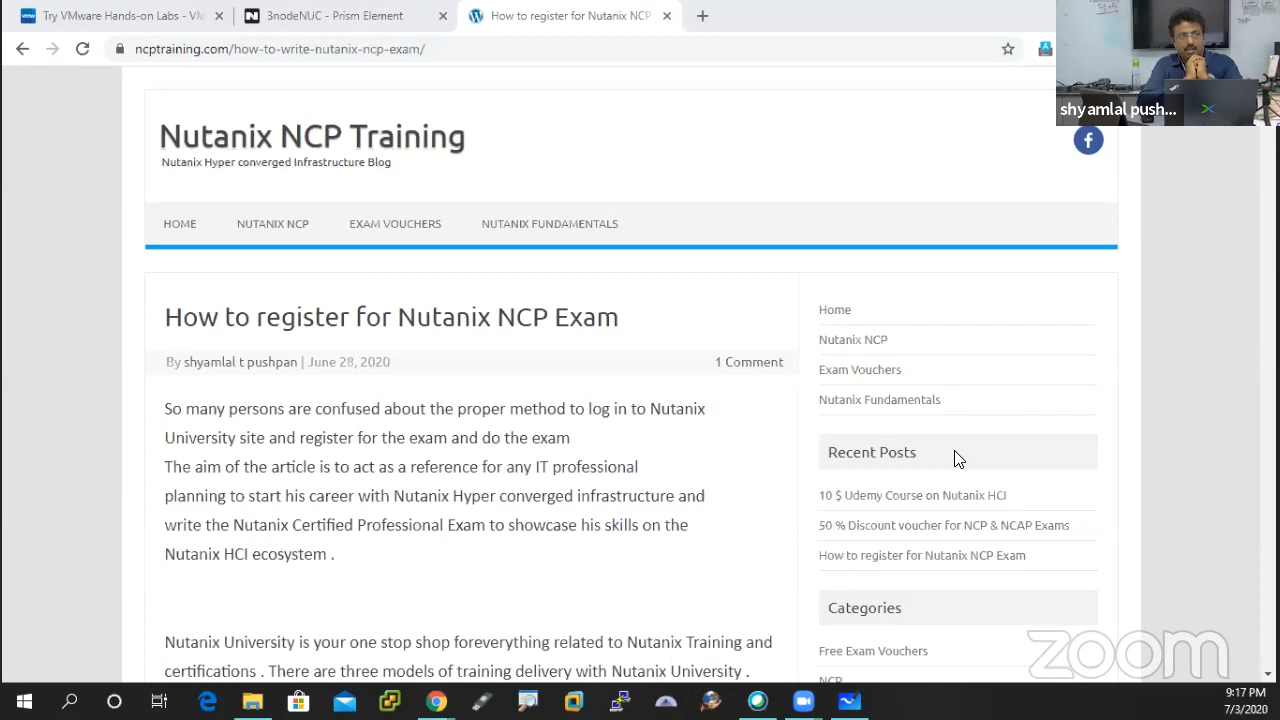 Try VMware Hands-on Labs - VM
3nodeNUC - Prism Element
How to register for Nutanix NCP
ncptraining.com/how-to-write-nutanix-ncp-exam/
shyamlal push...
Nutanix NCP Training
Nutanix Hyper converged Infrastructure Blog
HOME
NUTANIX NCP
EXAM VOUCHERS
NUTANIX FUNDAMENTALS
How to register for Nutanix NCP Exam
By shyamlal t pushpan | June 28, 2020
1 Comment
So many persons are confused about the proper method to log in to Nutanix
University site and register for the exam and do the exam
The aim of the article is to act as a reference for any IT professional
planning to start his career with Nutanix Hyper converged infrastructure and
write the Nutanix Certified Professional Exam to showcase his skills on the
Nutanix HCI ecosystem .
Nutanix University is your one stop shop foreverything related to Nutanix Training and
certifications . There are three models of training delivery with Nutanix University .
Home
Nutanix NCP
Exam Vouchers
Nutanix Fundamentals
Recent Posts
10 $ Udemy Course on Nutanix HCI
50 % Discount voucher for NCP & NCAP Exams
How to register for Nutanix NCP Exam
Categories
Free Exam Vouchers
NCP
zoom
9:17 PM
7/3/2020